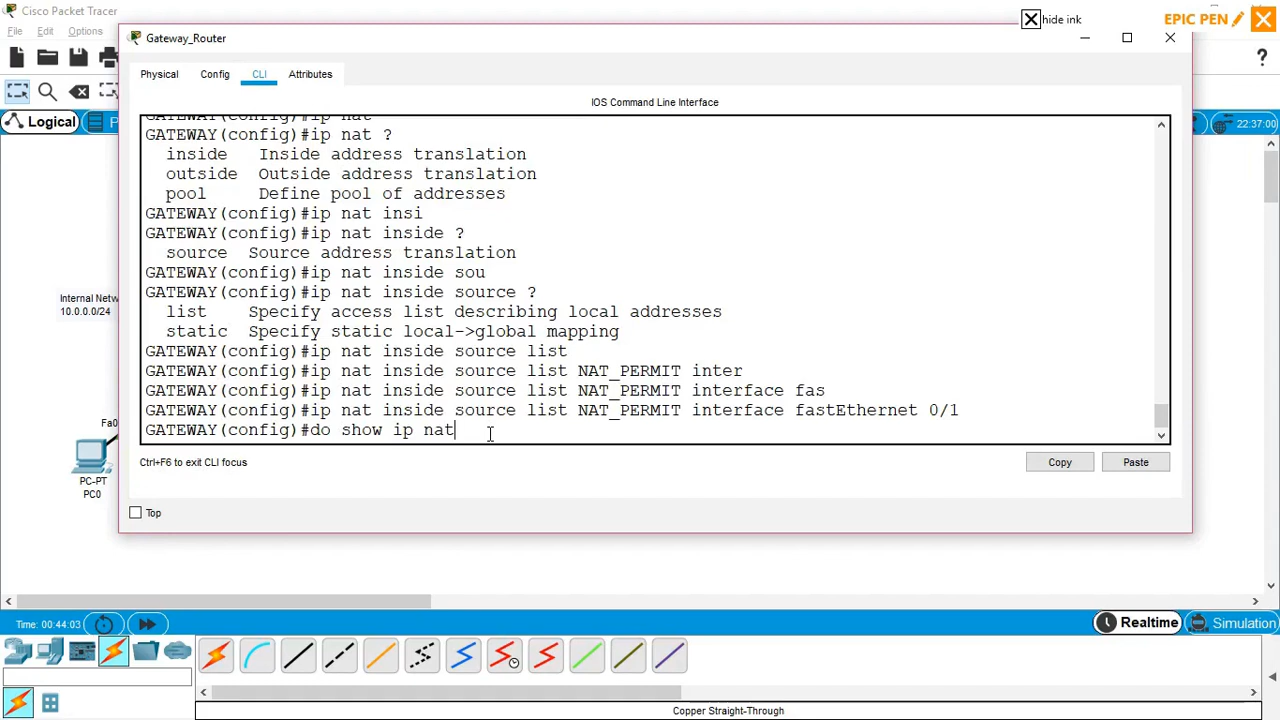 Cisco Packet Tracer
hide ink
EPIC PEN
File Edit Options
Gateway_Router
Physical Config CLI Attributes
IOS Command Line Interface
Logical
22:37:00
GATEWAY(config)#ip nat
GATEWAY(config)#ip nat ?
inside Inside address translation
outside Outside address translation
pool Define pool of addresses
GATEWAY(config)#ip nat insi
GATEWAY(config)#ip nat inside ?
source Source address translation
GATEWAY(config)#ip nat inside sou
GATEWAY(config)#ip nat inside source ?
list Specify access list describing local addresses
static Specify static local->global mapping
GATEWAY(config)#ip nat inside source list
GATEWAY(config)#ip nat inside source list NAT_PERMIT inter
GATEWAY(config)#ip nat inside source list NAT_PERMIT interface fas
GATEWAY(config)#ip nat inside source list NAT_PERMIT interface fastEthernet 0/1
GATEWAY(config)#do show ip nat
Internal Netw
10.0.0.0/24
Fa0
PC-PT
PC0
Ctrl+F6 to exit CLI focus
Copy Paste
Top
Time: 00:44:03
Realtime Simulation
Copper Straight-Through